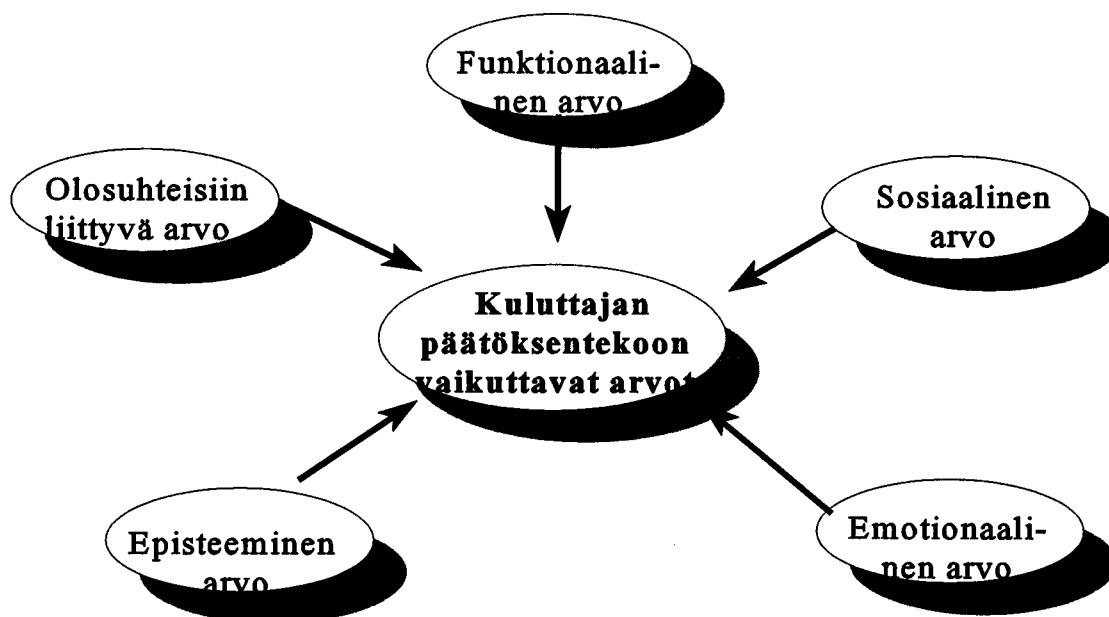 Funktionaali-
nen arvo
Olosuhteisiin
liittyvä arvo
Sosiaalinen
arvo
Kuluttajan
päätöksentekoon
vaikuttavat arvot
Episteeminen
arvo
Emotionaali-
nen arvo